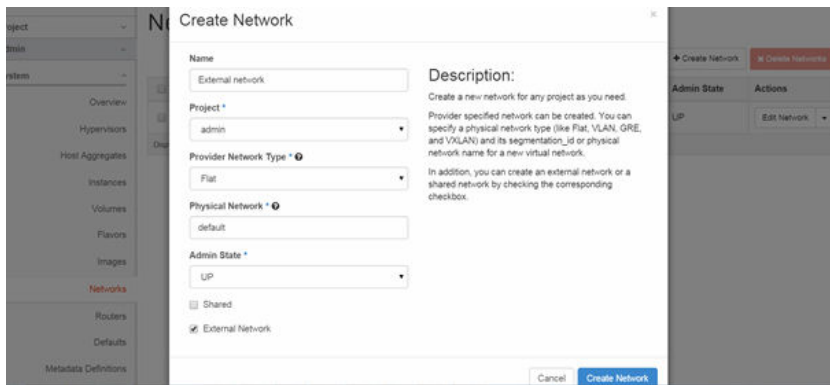 roject
dmin
ystem
Overview
Hypervisors
Host Aggregates
Instances
Volumes
Flavors
Images
Networks
Routers
Defaults
Metadata Definitions
Create Network
×
Name
External network
Project *
admin
Provider Network Type *
Flat
Physical Network *
default
Admin State *
UP
Shared
External Network
Description:
Create a new network for any project as you need.
Provider specified network can be created. You can
specify a physical network type (like Flat, VLAN, GRE,
and VXLAN) and its segmentation_id or physical
network name for a new virtual network.
In addition, you can create an external network or a
shared network by checking the corresponding
checkbox.
Cancel
Create Network
+ Create Network
× Delete Networks
Admin State
Actions
UP
Edit Network